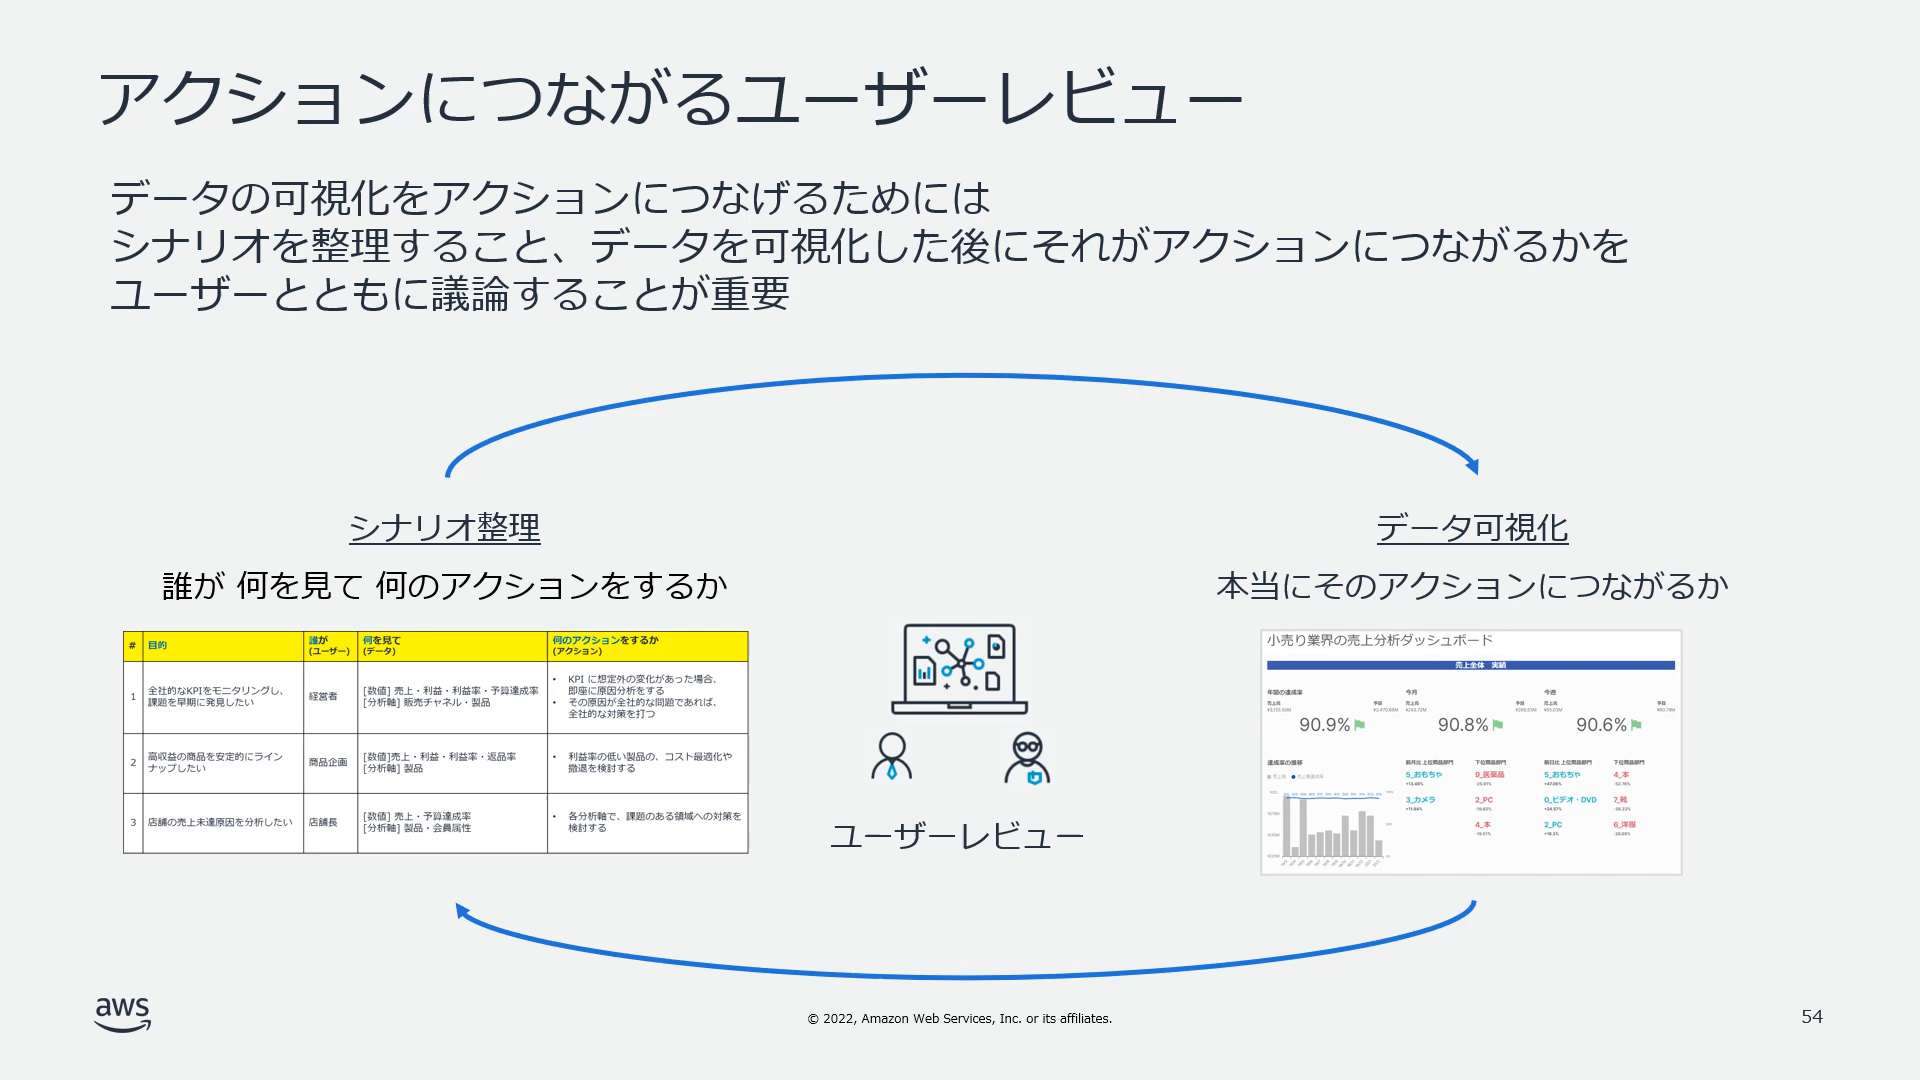 アクションにつながるユーザーレビュー
データの可視化をアクションにつなげるためには
シナリオを整理すること、データを可視化した後にそれがアクションにつながるかを
ユーザーとともに議論することが重要
シナリオ整理
誰が 何を見て 何のアクションをするか
# 目的 誰が (ユーザー) 何を見て (データ) 何のアクションをするか (アクション)
1 全社的なKPIをモニタリングし、
課題を早期に発見したい
経営者
[数値] 売上・利益・利益率・予算達成率
[分析軸] 販売チャネル・製品
• KPI に想定外の変化があった場合、
即座に原因分析をする
• その原因が全社的な問題であれば、
全社的な対策を打つ
2 高収益の商品を安定的にライン
ナップしたい
商品企画
[数値]売上・利益・利益率・返品率
[分析軸] 製品
• 利益率の低い製品の、コスト最適化や
撤退を検討する
3 店舗の売上未達原因を分析したい
店舗長
[数値] 売上・予算達成率
[分析軸] 製品・会員属性
• 各分析軸で、課題のある領域への対策を
検討する
ユーザーレビュー
データ可視化
本当にそのアクションにつながるか
小売り業界の売上分析ダッシュボード
売上全体 実績
年間の達成率 今月 今週
90.9% 90.8% 90.6%
達成率の推移
前月比 上位商品部門 下位商品部門 前日比 上位商品部門 下位商品部門
5_おもちゃ 9_医薬品 5_おもちゃ 4_本
3_カメラ 2_PC 0_ビデオ・DVD 7_靴
4_本 2_PC 6_洋服
aws
© 2022, Amazon Web Services, Inc. or its affiliates.
54